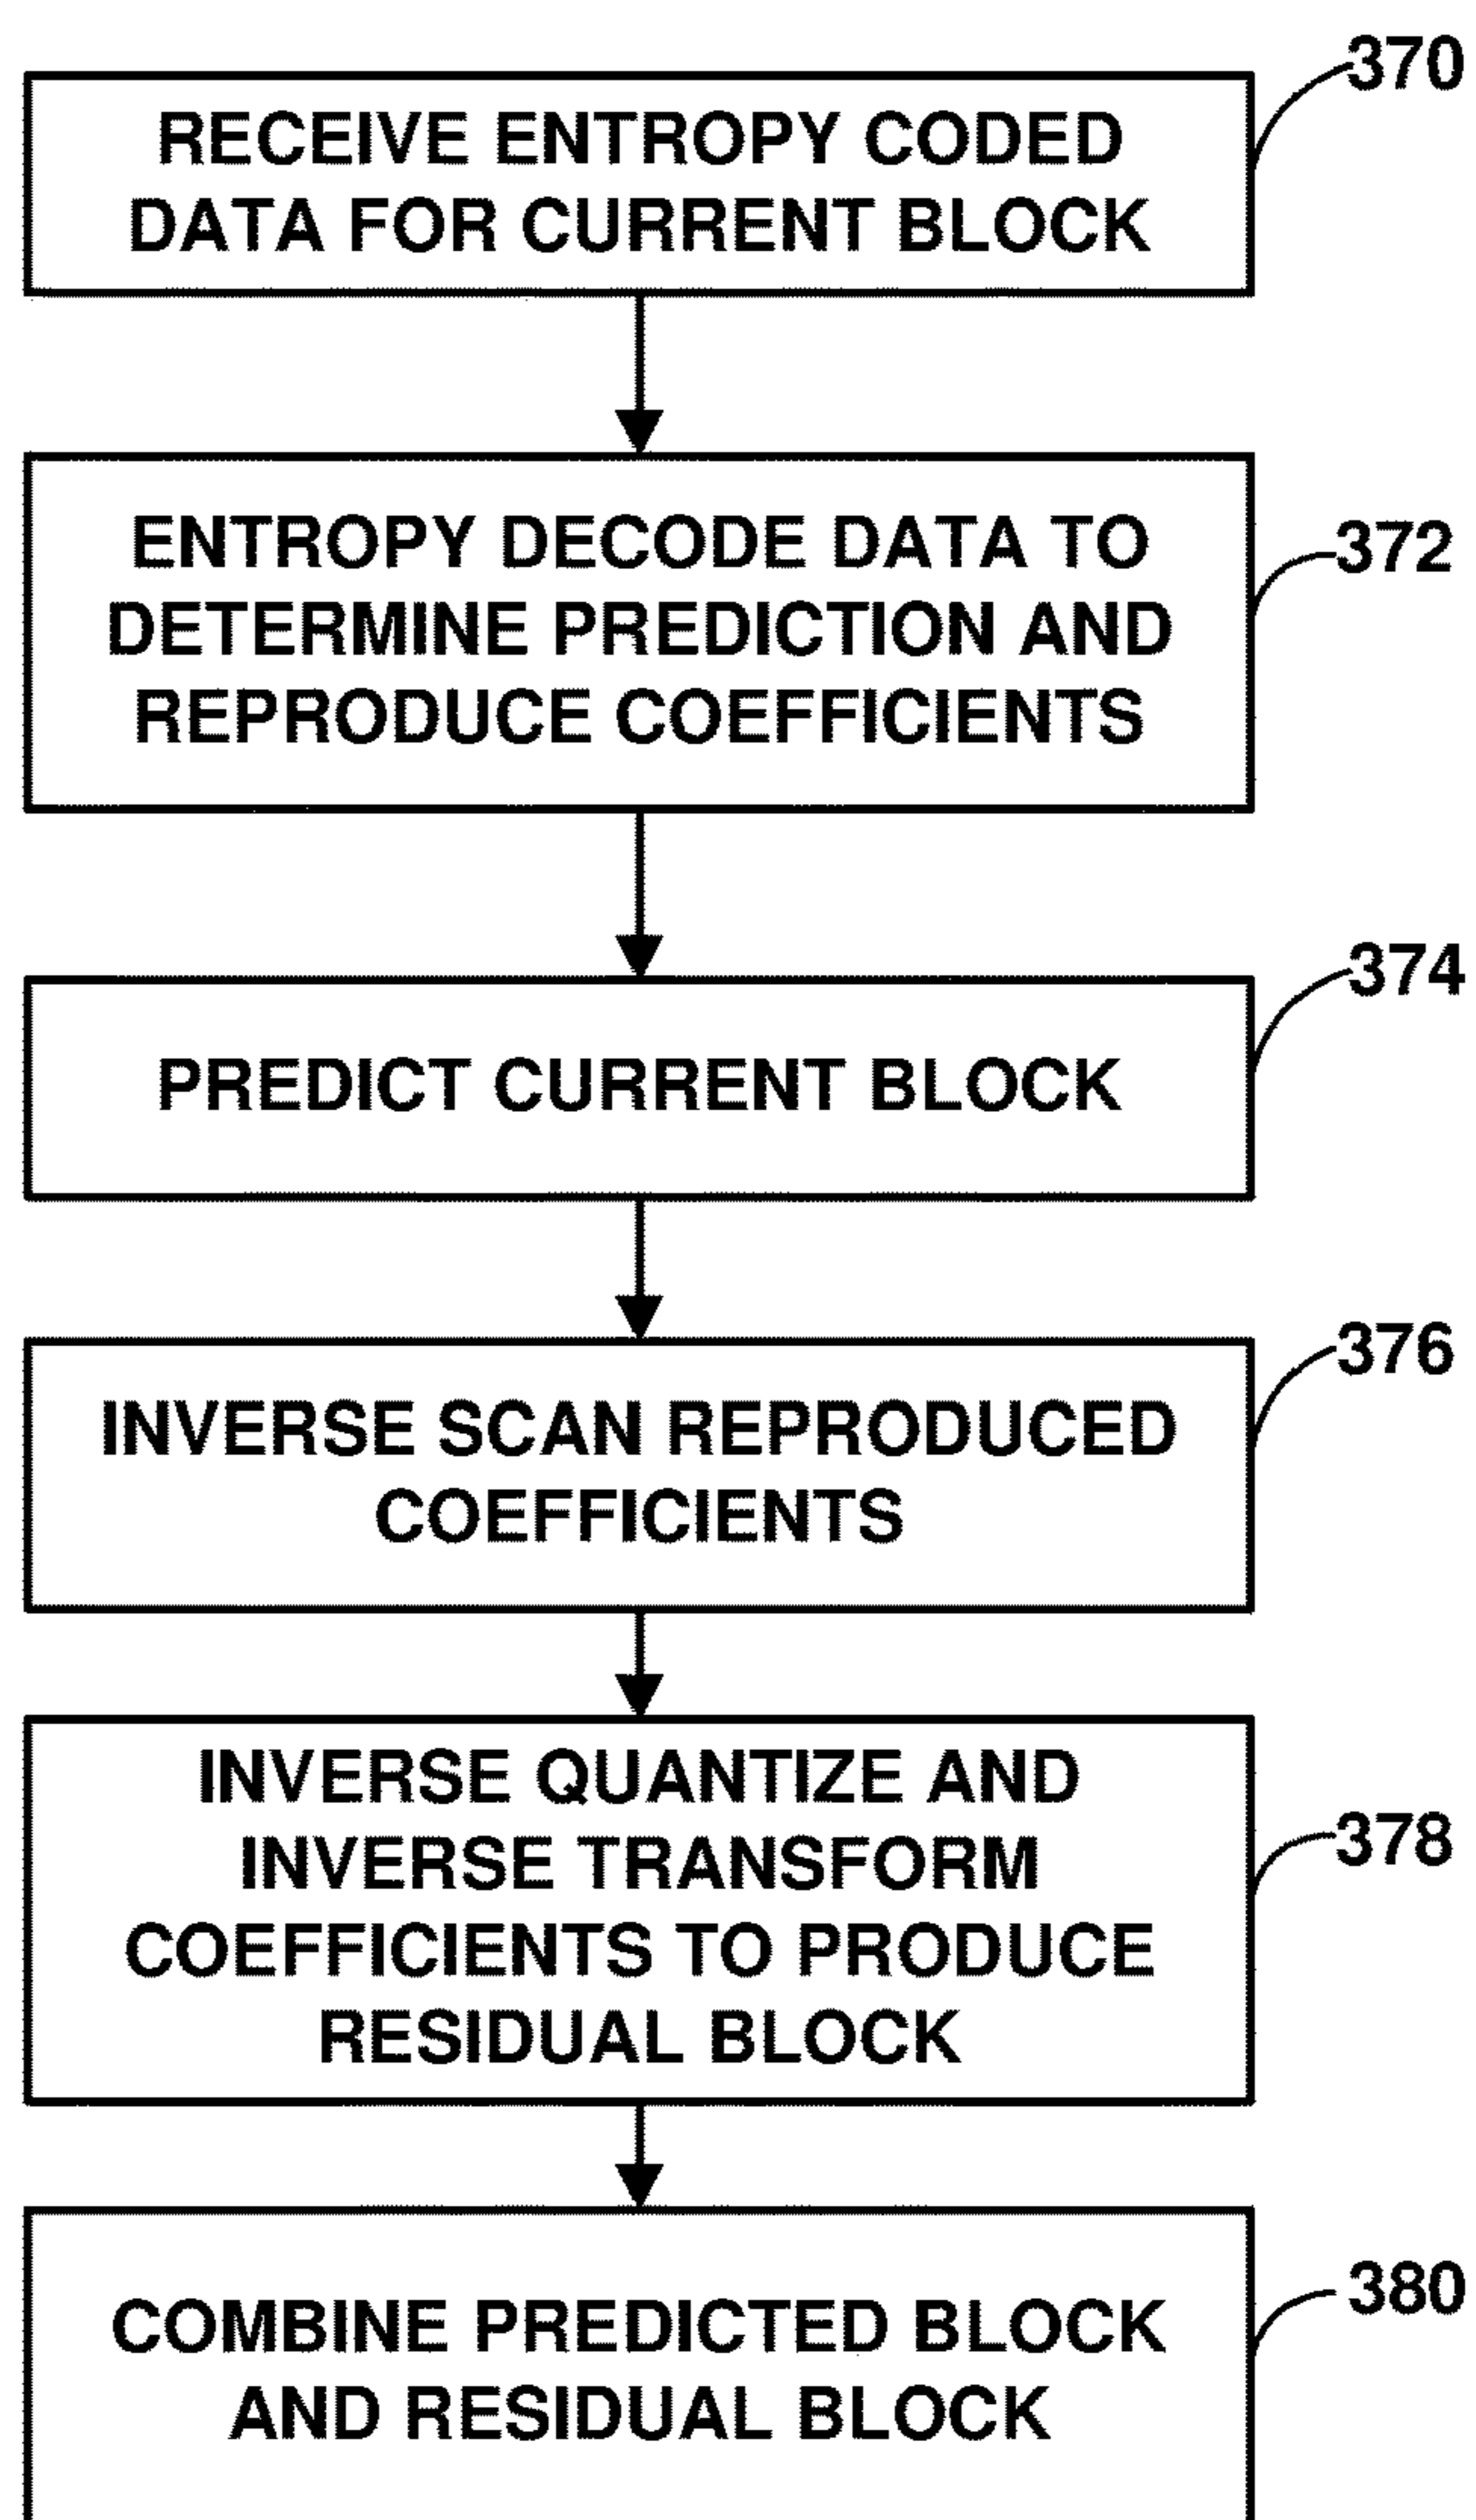 370
RECEIVE ENTROPY CODED
DATA FOR CURRENT BLOCK
372
ENTROPY DECODE DATA TO
DETERMINE PREDICTION AND
REPRODUCE COEFFICIENTS
374
PREDICT CURRENT BLOCK
376
INVERSE SCAN REPRODUCED
COEFFICIENTS
378
INVERSE QUANTIZE AND
INVERSE TRANSFORM
COEFFICIENTS TO PRODUCE
RESIDUAL BLOCK
380
COMBINE PREDICTED BLOCK
AND RESIDUAL BLOCK